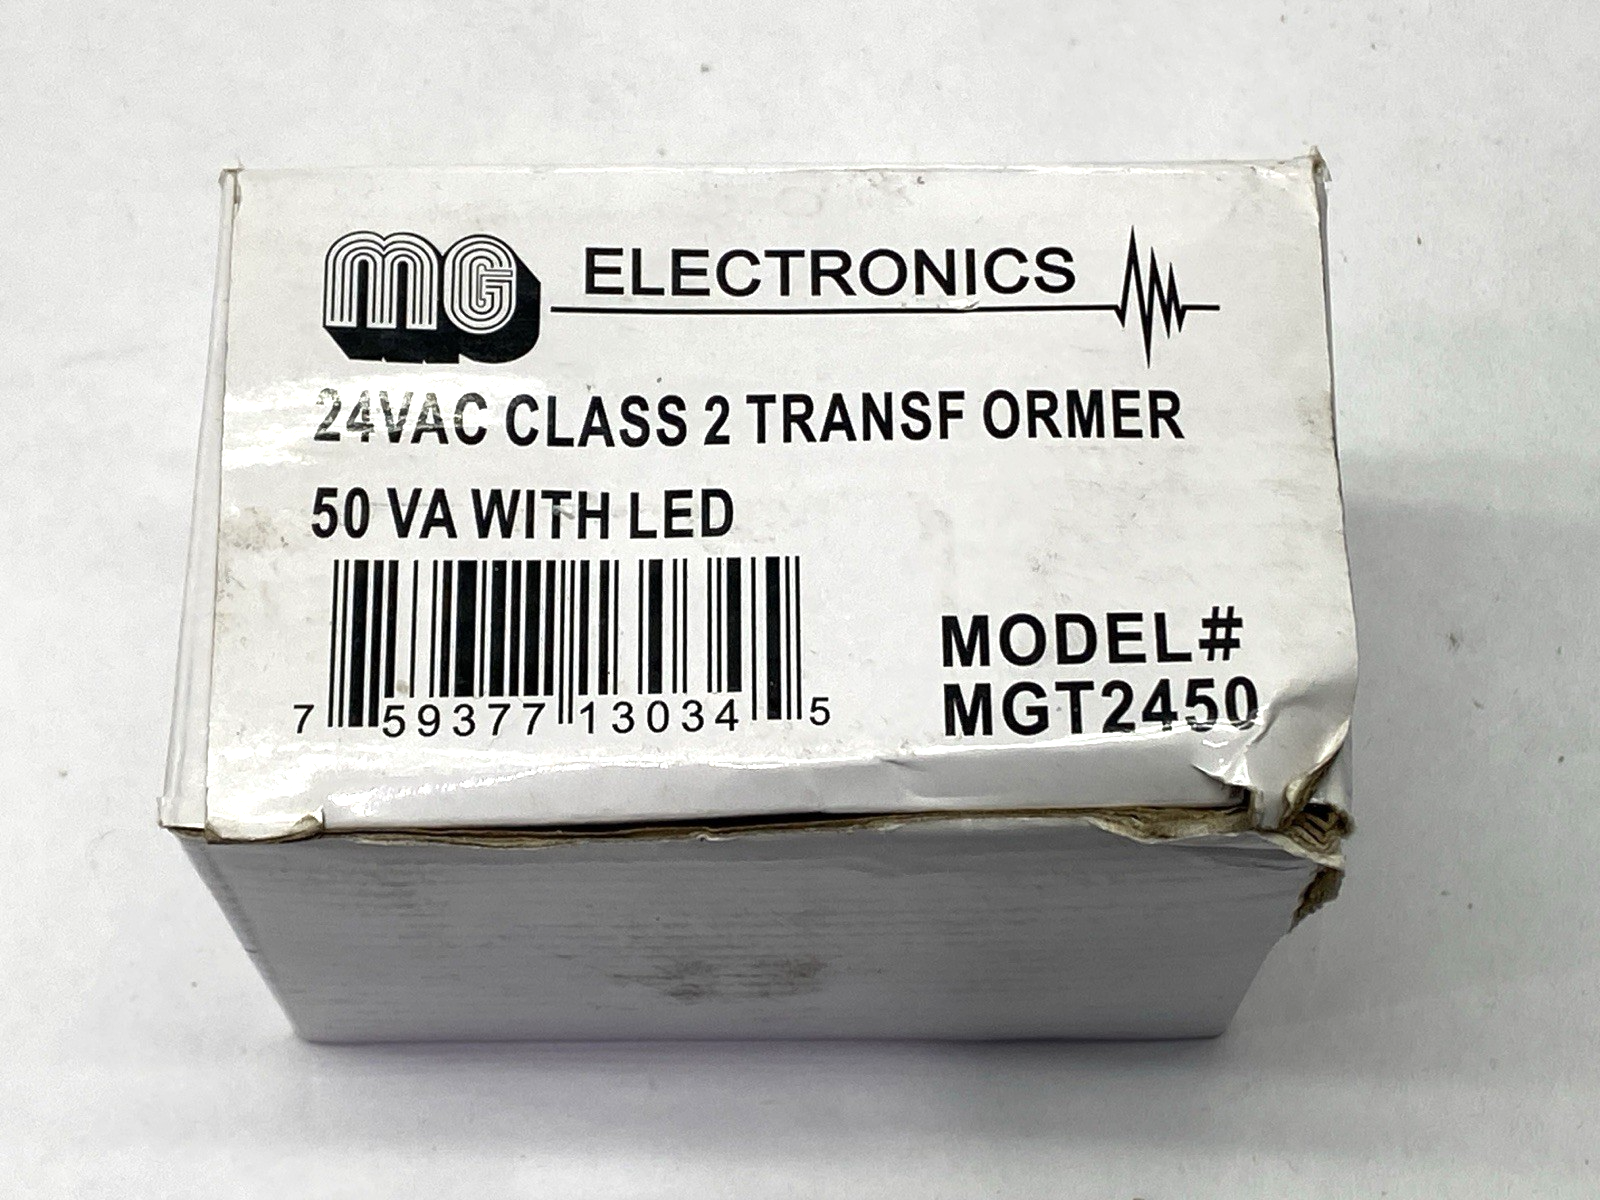 MG ELECTRONICS
24VAC CLASS 2 TRANSF ORMER
50 VA WITH LED
7 59377 13034 5
MODEL#
MGT2450